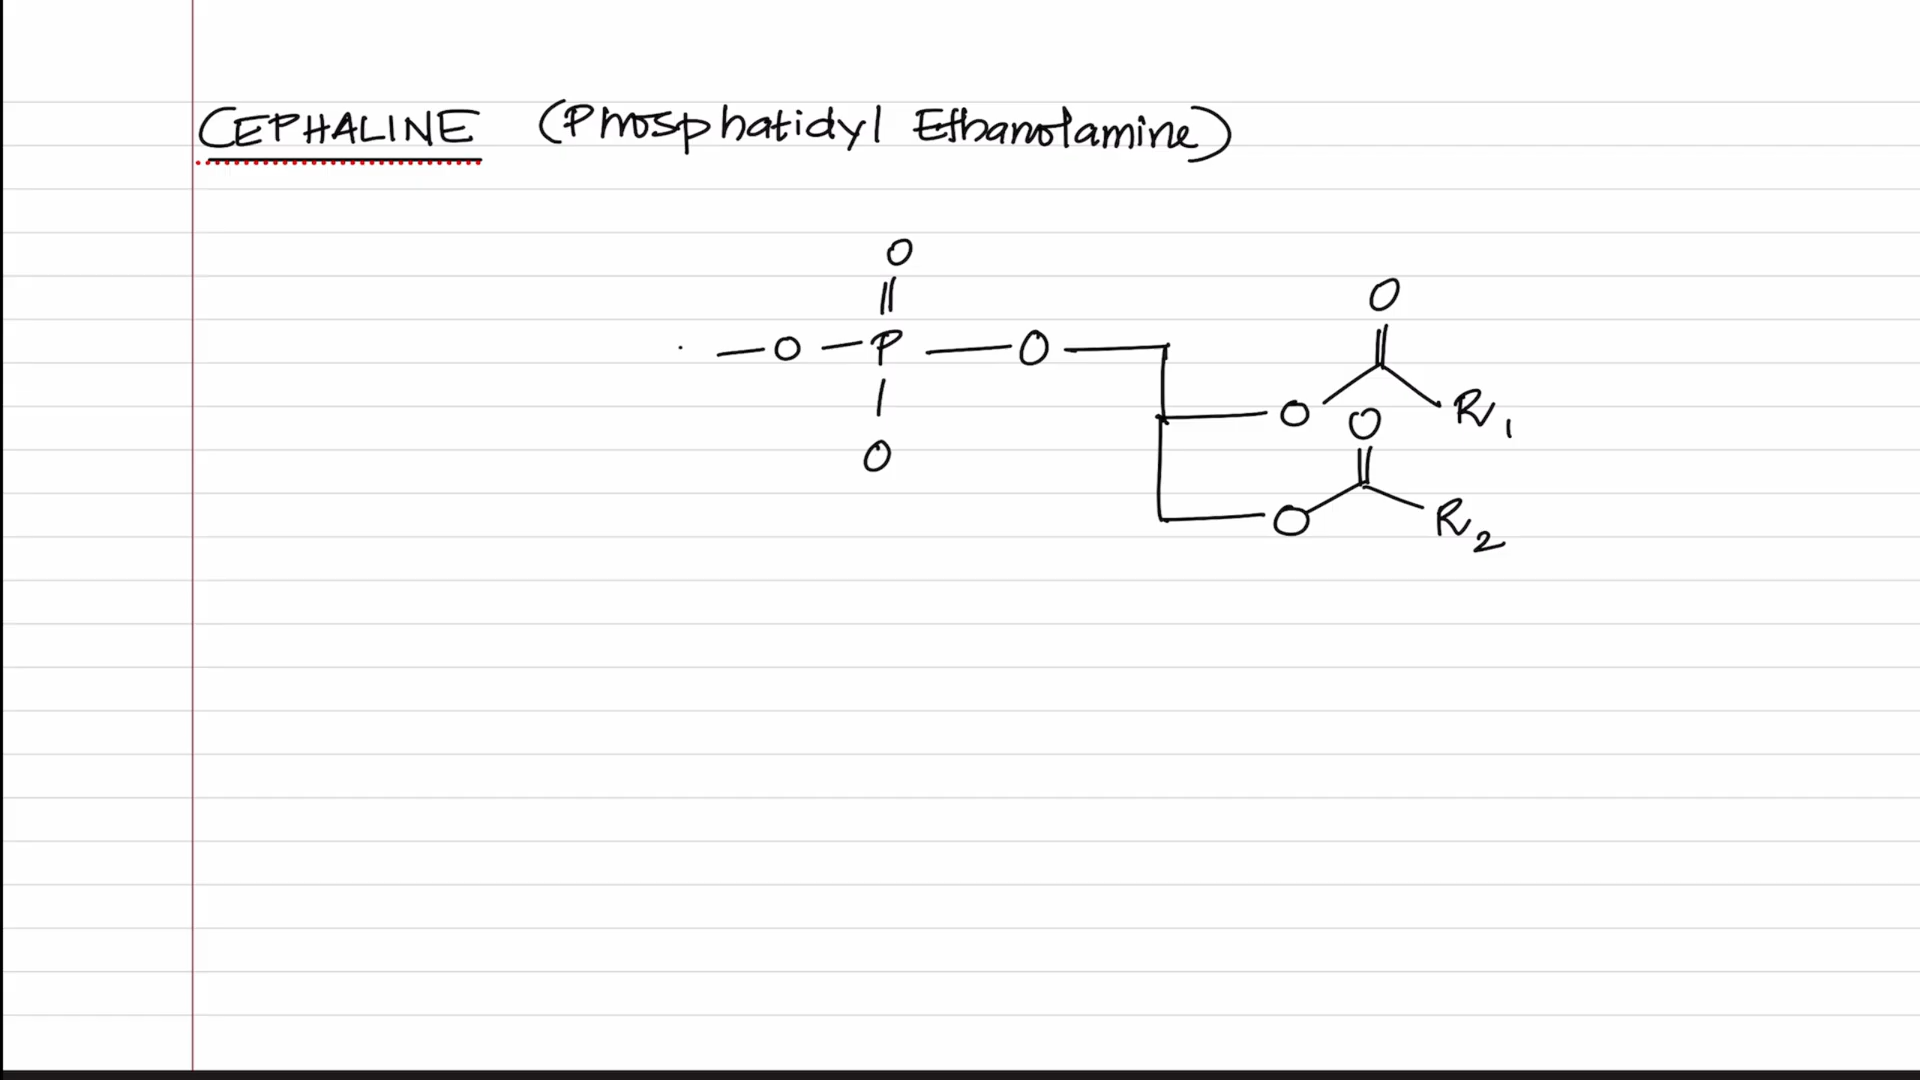 CEPHALINE (Phosphatidyl Ethanolamine)
O
O
O P O
O R1
O
O
O R2